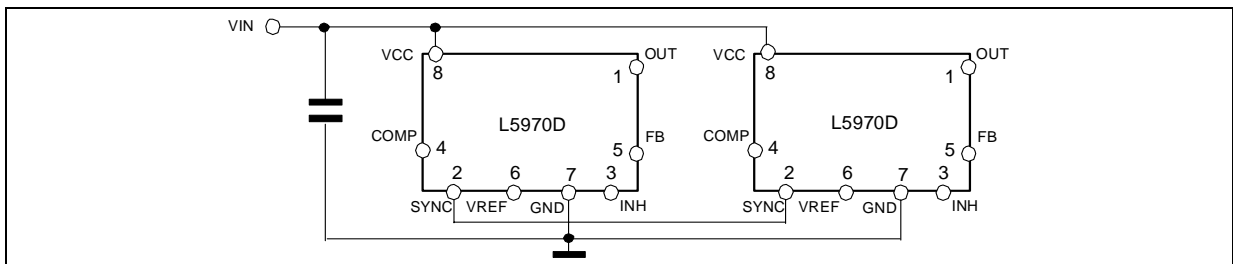 VIN
VCC
8
OUT
1
L5970D
COMP
4
FB
5
2
6
7
3
SYNC
VREF
GND
INH
VCC
8
OUT
1
L5970D
COMP
4
FB
5
2
6
7
3
SYNC
VREF
GND
INH